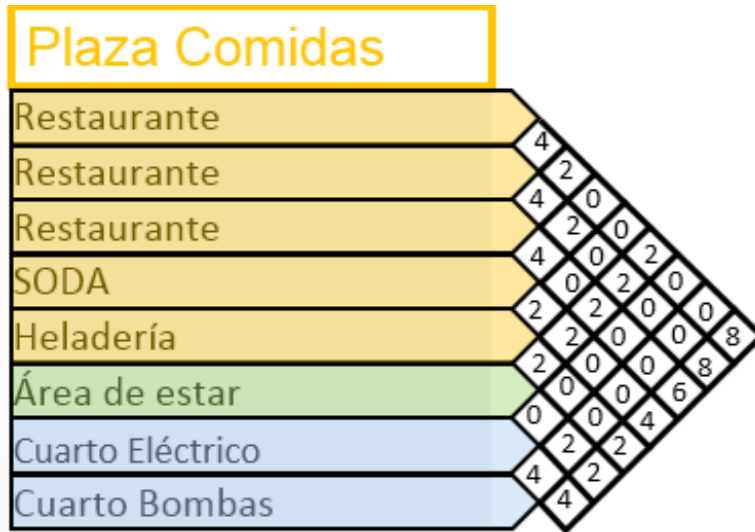 Plaza Comidas
Restaurante
4
2
Restaurante
4 0
2 0
Restaurante
4 0 2
0 2 0
SODA
2 2 0 0
2 0 0 8
Heladería
2 0 0 8
0 0 6
Área de estar
0 0 4
2 2
Cuarto Eléctrico
4 2
4
Cuarto Bombas